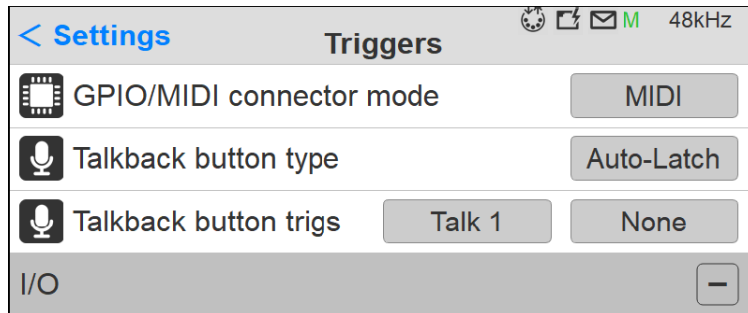 < Settings
Triggers
M 48kHz
GPIO/MIDI connector mode MIDI
Talkback button type Auto-Latch
Talkback button trigs Talk 1 None
I/O